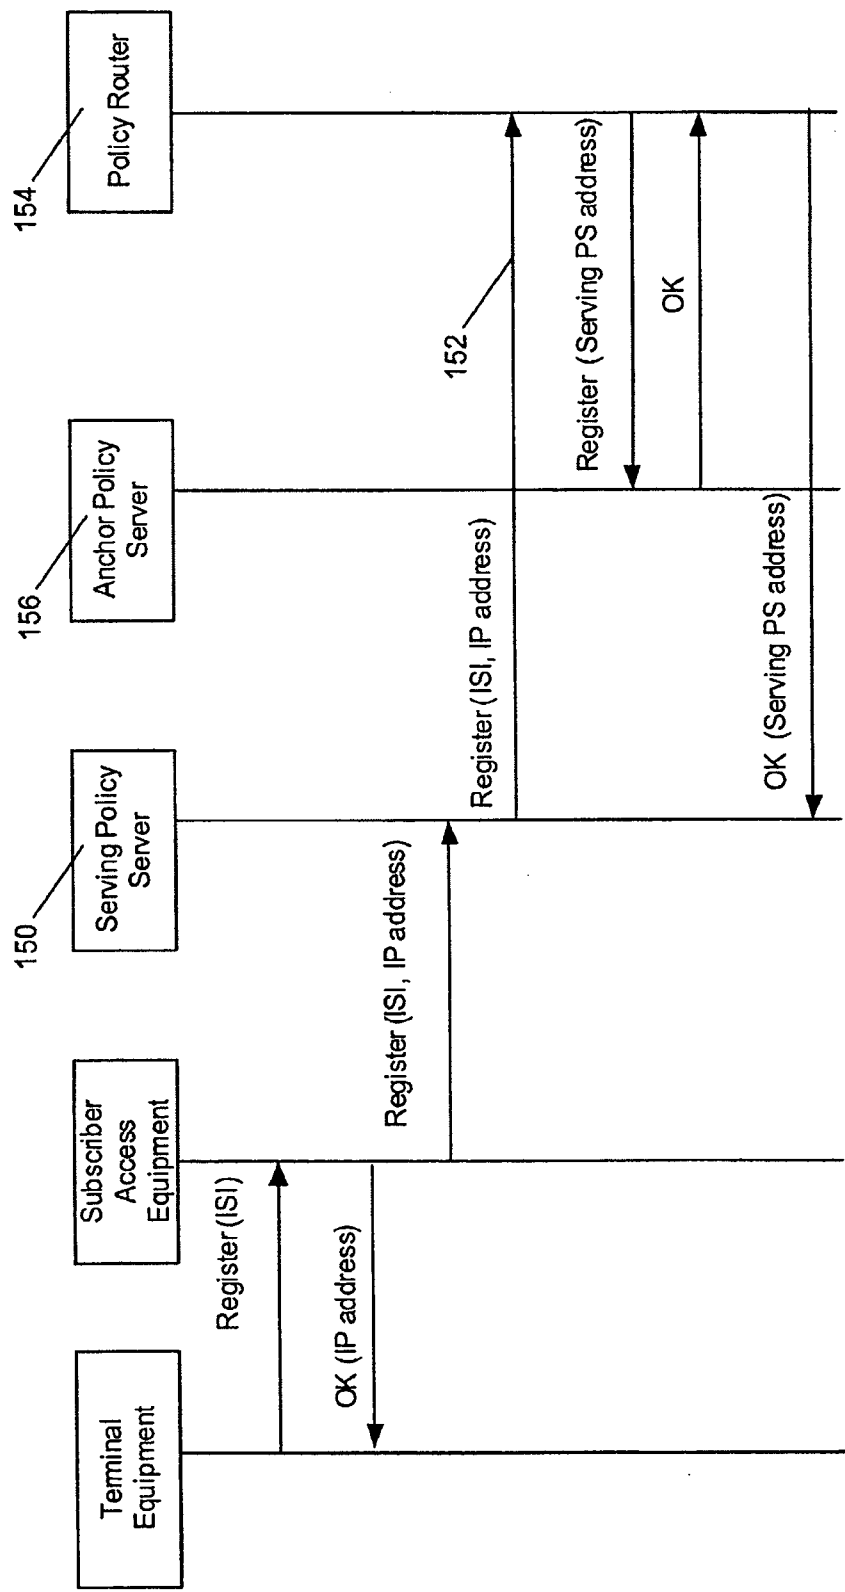 Terminal
Equipment
Subscriber
Access
Equipment
150
Serving Policy
Server
156
Anchor Policy
Server
154
Policy Router
Register (ISI)
OK (IP address)
Register (ISI, IP address)
Register (ISI, IP address)
152
Register (Serving PS address)
OK
OK (Serving PS address)